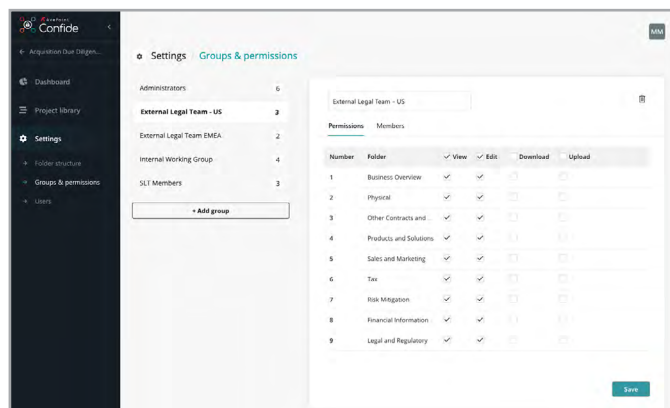 AvePoint
Confide
MM
Acquisition Due Diligen...
Settings / Groups & permissions
Dashboard
Project library
Settings
Folder structure
Groups & permissions
Users
Administrators 6
External Legal Team - US 3
External Legal Team EMEA 2
Internal Working Group 4
SLT Members 3
+ Add group
External Legal Team – US
Permissions Members
Number Folder View Edit Download Upload
1 Business Overview
2 Physical
3 Other Contracts and ...
4 Products and Solutions
5 Sales and Marketing
6 Tax
7 Risk Mitigation
8 Financial Information
9 Legal and Regulatory
Save